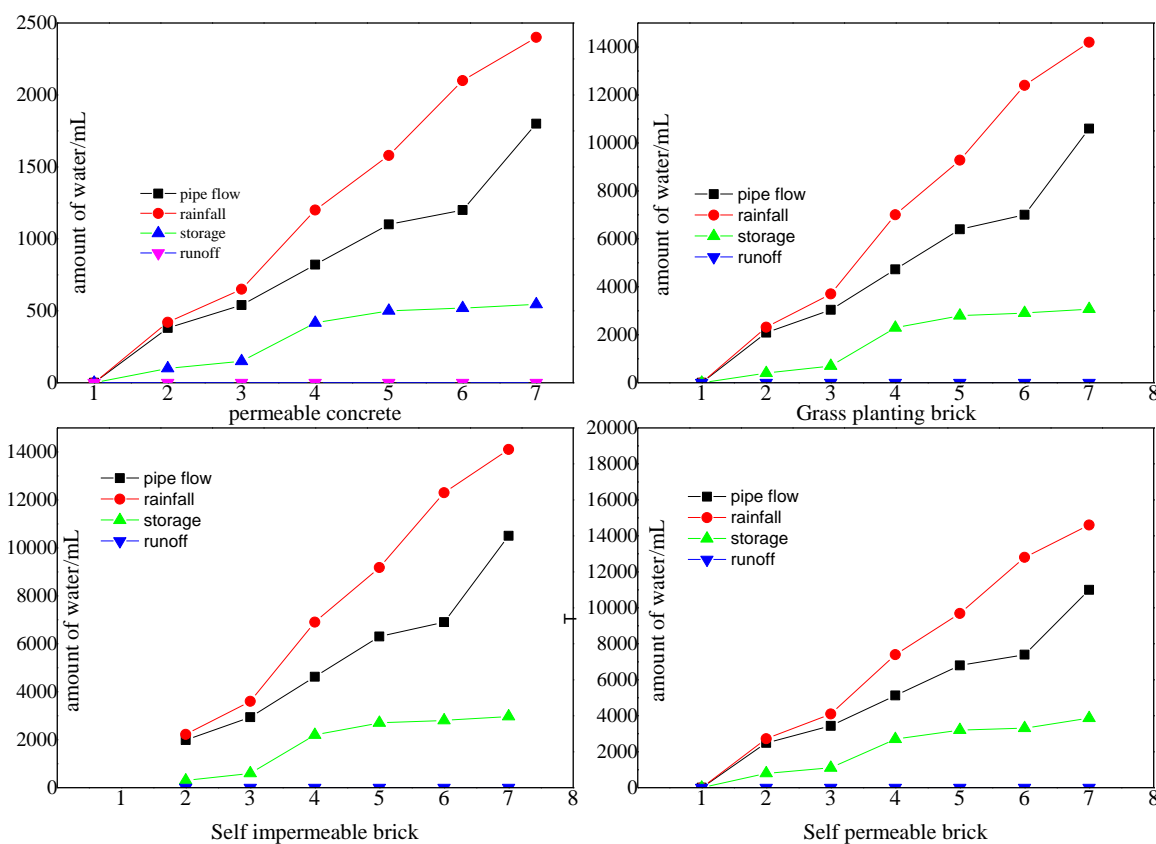 2500
2000
1500
1000
500
0
amount of water/mL
pipe flow
rainfall
storage
runoff
1 2 3 4 5 6 7
permeable concrete
14000
12000
10000
8000
6000
4000
2000
0
amount of water/mL
pipe flow
rainfall
storage
runoff
1 2 3 4 5 6 7 8
Grass planting brick
14000
12000
10000
8000
6000
4000
2000
0
amount of water/mL
pipe flow
rainfall
storage
runoff
1 2 3 4 5 6 7 8
Self impermeable brick
20000
18000
16000
14000
12000
10000
8000
6000
4000
2000
0
amount of water/mL
pipe flow
rainfall
storage
runoff
1 2 3 4 5 6 7 8
Self permeable brick